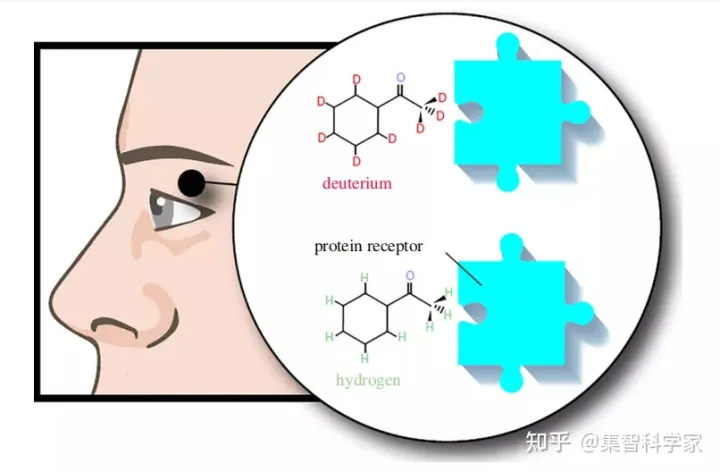 O
D
D
D
D
D
D
D
D
deuterium
protein receptor
O
H
H
H
H
H
H
H
H
hydrogen
知乎 @集智科学家